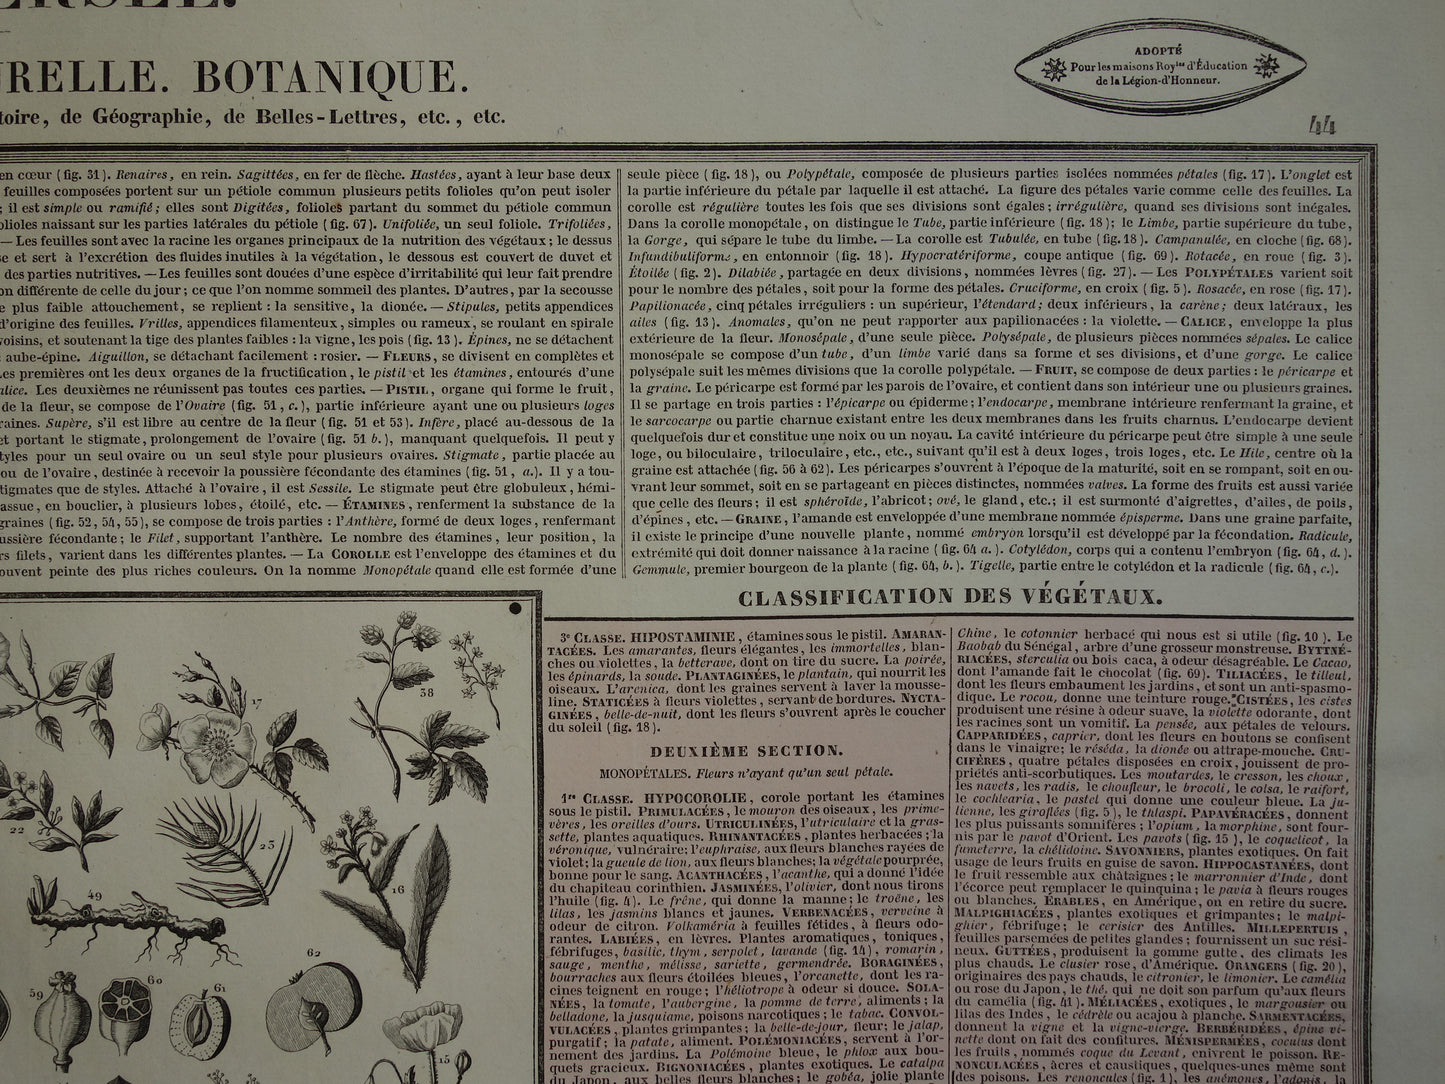 URELLE. BOTANIQUE.
toire, de Géographie, de Belles-Lettres, etc., etc.
ADOPTÉ
Pour les maisons Roy.les d'Éducation
de la Légion-d'Honneur.
44
en cœur (fig. 31). Renaires, en rein. Sagittées, en fer de flèche. Hastées, ayant à leur base deux
feuilles composées portent sur un pétiole commun plusieurs petits folioles qu'on peut isoler
; il est simple ou ramifié; elles sont Digitées, folioles partant du sommet du pétiole commun
olioles naissant sur les parties latérales du pétiole (fig. 67). Unifoliée, un seul foliole. Trifoliées,
— Les feuilles sont avec la racine les organes principaux de la nutrition des végétaux; le dessus
se et sert à l'excrétion des fluides inutiles à la végétation, le dessous est couvert de duvet et
des parties nutritives. — Les feuilles sont douées d'une espèce d'irritabilité qui leur fait prendre
on différente de celle du jour; ce que l'on nomme sommeil des plantes. D'autres, par la secousse
e plus faible attouchement, se replient : la sensitive, la dionée. — Stipules, petits appendices
d'origine des feuilles. Vrilles, appendices filamenteux, simples ou rameux, se roulant en spirale
voisins, et soutenant la tige des plantes faibles : la vigne, les pois (fig. 13). Épines, ne se détachent
: aube-épine. Aiguillon, se détachant facilement : rosier. — FLEURS, se divisent en complètes et
Les premières ont les deux organes de la fructification, le pistil et les étamines, entourés d'une
alice. Les deuxièmes ne réunissent pas toutes ces parties. — PISTIL, organe qui forme le fruit,
de la fleur, se compose de l'Ovaire (fig. 51, c.), partie inférieure ayant une ou plusieurs loges
raines. Supère, s'il est libre au centre de la fleur (fig. 51 et 53). Infère, placé au-dessous de la
et portant le stigmate, prolongement de l'ovaire (fig. 51 b.), manquant quelquefois. Il peut y
styles pour un seul ovaire ou un seul style pour plusieurs ovaires. Stigmate, partie placée au
ou de l'ovaire, destinée à recevoir la poussière fécondante des étamines (fig. 51, a.). Il y a tou-
stigmates que de styles. Attaché à l'ovaire, il est Sessile. Le stigmate peut être globuleux, hémi-
assue, en bouclier, à plusieurs lobes, étoilé, etc. — ÉTAMINES, renferment la substance de la
graines (fig. 52, 54, 55), se compose de trois parties : l'Anthère, formé de deux loges, renfermant
ussière fécondante; le Filet, supportant l'anthère. Le nombre des étamines, leur position, la
rs filets, varient dans les différentes plantes. — La COROLLE est l'enveloppe des étamines et du
ouvent peinte des plus riches couleurs. On la nomme Monopétale quand elle est formée d'une
seule pièce (fig. 18), ou Polypétale, composée de plusieurs parties isolées nommées pétales (fig. 17). L'onglet est
la partie inférieure du pétale par laquelle il est attaché. La figure des pétales varie comme celle des feuilles. La
corolle est régulière toutes les fois que ses divisions sont égales; irrégulière, quand ses divisions sont inégales.
Dans la corolle monopétale, on distingue le Tube, partie inférieure (fig. 18); le Limbe, partie supérieure du tube,
la Gorge, qui sépare le tube du limbe. — La corolle est Tubulée, en tube (fig. 18). Campanulée, en cloche (fig. 68).
Infundibuliforme, en entonnoir (fig. 18). Hypocratériforme, coupe antique (fig. 69). Rotacée, en roue (fig. 3).
Étoilée (fig. 2). Dilabiée, partagée en deux divisions, nommées lèvres (fig. 27). — Les POLYPÉTALES varient soit
pour le nombre des pétales, soit pour la forme des pétales. Cruciforme, en croix (fig. 5). Rosacée, en rose (fig. 17).
Papilionacée, cinq pétales irréguliers : un supérieur, l'étendard; deux inférieurs, la carène; deux latéraux, les
ailes (fig. 13). Anomales, qu'on ne peut rapporter aux papilionacées : la violette. — CALICE, enveloppe la plus
extérieure de la fleur. Monosépale, d'une seule pièce. Polysépale, de plusieurs pièces nommées sépales. Le calice
monosépale se compose d'un tube, d'un limbe varié dans sa forme et ses divisions, et d'une gorge. Le calice
polysépale suit les mêmes divisions que la corolle polypétale. — FRUIT, se compose de deux parties : le péricarpe et
la graine. Le péricarpe est formé par les parois de l'ovaire, et contient dans son intérieur une ou plusieurs graines.
Il se partage en trois parties : l'épicarpe ou épiderme; l'endocarpe, membrane intérieure renfermant la graine, et
le sarcocarpe ou partie charnue existant entre les deux membranes dans les fruits charnus. L'endocarpe devient
quelquefois dur et constitue une noix ou un noyau. La cavité intérieure du péricarpe peut être simple à une seule
loge, ou biloculaire, triloculaire, etc., etc., suivant qu'il est à deux loges, trois loges, etc. Le Hile, centre où la
graine est attachée (fig. 56 à 62). Les péricarpes s'ouvrent à l'époque de la maturité, soit en se rompant, soit en ou-
vrant leur sommet, soit en se partageant en pièces distinctes, nommées valves. La forme des fruits est aussi variée
que celle des fleurs; il est sphéroïde, l'abricot; ové, le gland, etc.; il est surmonté d'aigrettes, d'ailes, de poils,
d'épines, etc. — GRAINE, l'amande est enveloppée d'une membrane nommée épisperme. Dans une graine parfaite,
il existe le principe d'une nouvelle plante, nommé embryon lorsqu'il est développé par la fécondation. Radicule,
extrémité qui doit donner naissance à la racine (fig. 64 a.). Cotylédon, corps qui a contenu l'embryon (fig. 64, d.).
Gemmule, premier bourgeon de la plante (fig. 64, b.). Tigelle, partie entre le cotylédon et la radicule (fig. 64, c.).
CLASSIFICATION DES VÉGÉTAUX.
3e CLASSE. HIPOSTAMINIE, étamines sous le pistil. AMARAN-
TACÉES. Les amarantes, fleurs élégantes, les immortelles, blan-
ches ou violettes, la betterave, dont on tire du sucre. La poirée,
les épinards, la soude. PLANTAGINÉES, le plantain, qui nourrit les
oiseaux. L'arenica, dont les graines servent à laver la mousse-
line. STATICÉES à fleurs violettes, servant de bordures. NYCTA-
GINÉES, belle-de-nuit, dont les fleurs s'ouvrent après le coucher
du soleil (fig. 18).
DEUXIÈME SECTION.
MONOPÉTALES. Fleurs n'ayant qu'un seul pétale.
1re CLASSE. HYPOCOROLIE, corole portant les étamines
sous le pistil. PRIMULACÉES, le mouron des oiseaux, les prime-
vères, les oreilles d'ours. UTRICULINÉES, l'utriculaire et la gras-
sette, plantes aquatiques. RHINANTACÉES, plantes herbacées; la
véronique, vulnéraire; l'euphraise, aux fleurs blanches rayées de
violet; la gueule de lion, aux fleurs blanches; la végétale pourprée,
bonne pour le sang. ACANTHACÉES, l'acanthe, qui a donné l'idée
du chapiteau corinthien. JASMINÉES, l'olivier, dont nous tirons
l'huile (fig. 4). Le frêne, qui donne la manne; le troëne, les
lilas, les jasmins blancs et jaunes. VERBENACÉES, verveine à
odeur de citron. Volkaméria à feuilles fétides, à fleurs odo-
rantes. LABIÉES, en lèvres. Plantes aromatiques, toniques,
fébrifuges, basilic, thym, serpolet, lavande (fig. 14), romarin,
sauge, menthe, mélisse, sariette, germendrée. BORAGINÉES,
bourraches aux fleurs étoilées bleues, l'orcanette, dont les ra-
cines teignent en rouge; l'héliotrope à odeur si douce. SOLA-
NÉES, la tomate, l'aubergine, la pomme de terre, aliments; la
belladone, la jusquiame, poisons narcotiques; le tabac. CONVOL-
VULACÉES, plantes grimpantes; la belle-de-jour, fleur; le jalap,
purgatif; la patate, aliment. POLÉMONIACÉES, servent à l'or-
nement des jardins. La Polémoine bleue, le phlox aux bou-
quets gracieux. BIGNONIACÉES, plantes exotiques. Le catalpa
du Japon, aux belles fleurs blanches; le gobéa, jolie plante
Chine, le cotonnier herbacé qui nous est si utile (fig. 10). Le
Baobab du Sénégal, arbre d'une grosseur monstreuse. BYTTNÉ-
RIACÉES, sterculia ou bois caca, à odeur désagréable. Le Cacao,
dont l'amande fait le chocolat (fig. 69). TILIACÉES, le tilleul,
dont les fleurs embaument les jardins, et sont un anti-spasmo-
dique. Le rocou, donne une teinture rouge. CISTÉES, les cistes
produisent une résine à odeur suave, la violette odorante, dont
les racines sont un vomitif. La pensée, aux pétales de velours.
CAPPARIDÉES, caprier, dont les fleurs en boutons se confisent
dans le vinaigre; le réséda, la dionée ou attrape-mouche. CRU-
CIFÈRES, quatre pétales disposées en croix, jouissent de pro-
priétés anti-scorbutiques. Les moutardes, le cresson, les choux,
les navets, les radis, le choufleur, le brocoli, le colsa, le raifort,
le cochlearia, le pastel qui donne une couleur bleue. La ju-
lienne, les giroflées (fig. 5), le thlaspi. PAPAVÉRACÉES, donnent
les plus puissants somnifères; l'opium, la morphine, sont four-
nis par le pavot d'Orient. Les pavots (fig. 15), le coquelicot, la
fumeterre, la chélidoine. SAVONNIERS, plantes exotiques. On fait
usage de leurs fruits en guise de savon. HIPPOCASTANÉES, dont
le fruit ressemble aux châtaignes; le marronnier d'Inde, dont
l'écorce peut remplacer le quinquina; le pavia à fleurs rouges
ou blanches. ÉRABLES, en Amérique, on en retire du sucre.
MALPIGHIACÉES, plantes exotiques et grimpantes; le malpi-
ghier, fébrifuge; le cerisier des Antilles. MILLEPERTUIS,
feuilles parsemées de petites glandes; fournissent un suc rési-
neux. GUTTÉES, produisent la gomme gutte, des climats les
plus chauds. Le clusier rose, d'Amérique. ORANGERS (fig. 20),
originaires des pays chauds, le citronier, le limonier. Le camélia
ou rose du Japon, le thé, qui ne doit son parfum qu'aux fleurs
du camélia (fig. 41). MÉLIACÉES, exotiques, le margousier ou
lilas des Indes, le cédrèle ou acajou à planche. SARMENTACÉES,
donnent la vigne et la vigne-vierge. BERBÉRIDÉES, épine vi-
nette dont on fait des confitures. MÉNISPERMÉES, coculus dont
les fruits, nommés coque du Levant, enivrent le poisson. RE-
NONCULACÉES, âcres et caustiques, quelques-unes même sont
des poisons. Les renoncules (fig. 1), les anémones, l'adonis, la
17
38
22
23
49
16
59
60
61
62
15